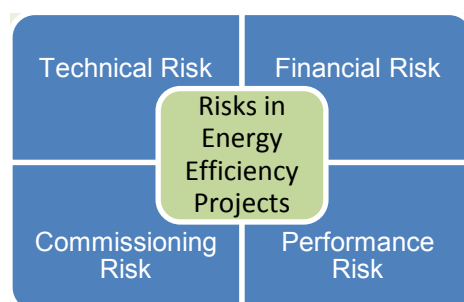 Technical Risk
Financial Risk
Risks in
Energy
Efficiency
Projects
Commissioning
Risk
Performance
Risk